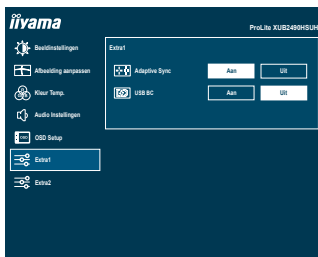 iiyama
ProLite XUB2490HSUH
Beeldinstellingen
Extra1
Afbeelding aanpassen
Adaptive Sync
Aan
Uit
Kleur Temp.
USB BC
Aan
Uit
Audio Instellingen
OSD
OSD Setup
Extra1
Extra2